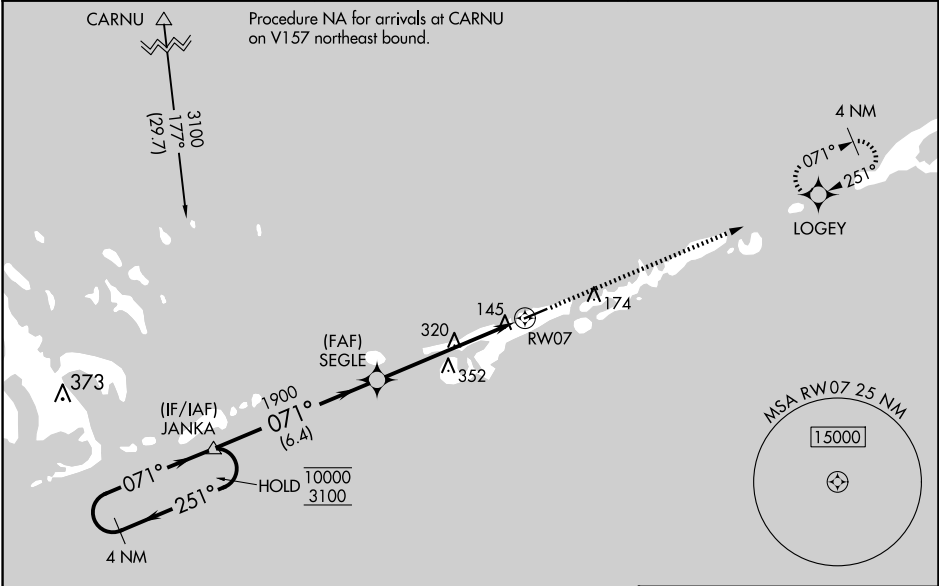 CARNU
Procedure NA for arrivals at CARNU
on V157 northeast bound.
3100
177°
(29.7)
4 NM
071°
251°
LOGEY
145
174
320
RW07
(FAF)
SEGLE
352
373
1900
071°
(6.4)
(IF/IAF)
JANKA
MSA RW07 25 NM
15000
071°
251°
HOLD
10000
3100
4 NM